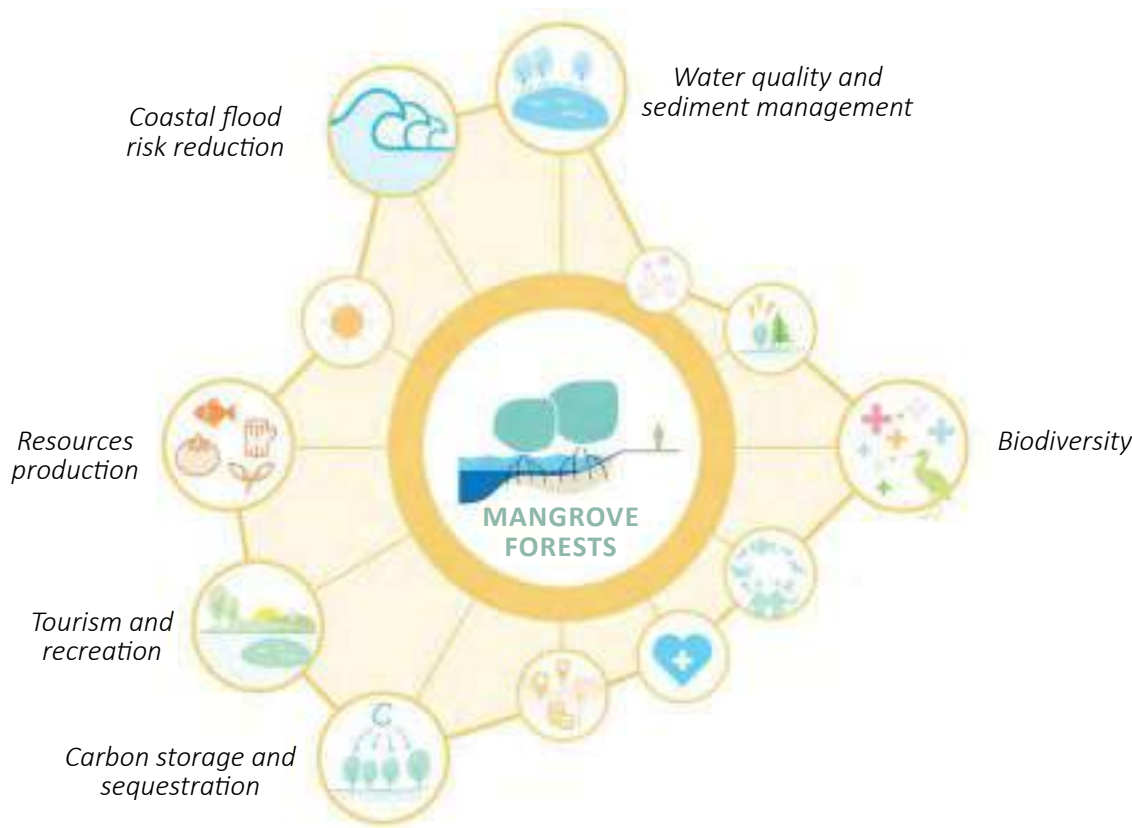 Water quality and
sediment management
Coastal flood
risk reduction
Resources
production
Biodiversity
MANGROVE
FORESTS
Tourism and
recreation
Carbon storage and
sequestration
C